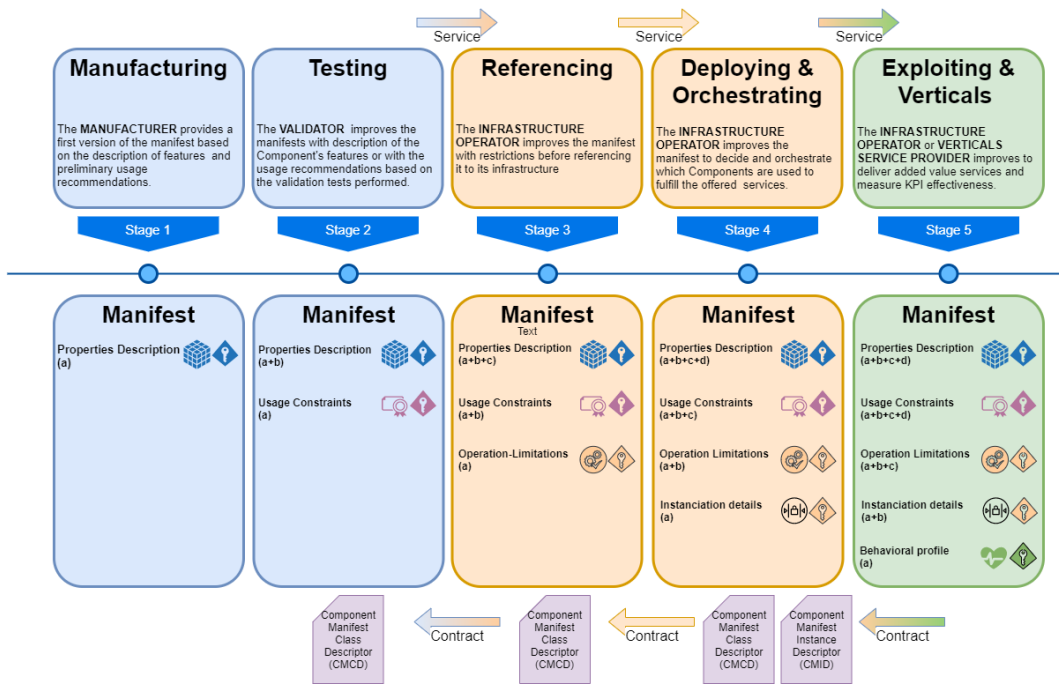 Service
Service
Service
Manufacturing
The MANUFACTURER provides a
first version of the manifest based
on the description of features and
preliminary usage
recommendations.
Testing
The VALIDATOR improves the
manifests with description of the
Component's features or with the
usage recommendations based on
the validation tests performed.
Referencing
The INFRASTRUCTURE
OPERATOR improves the manifest
with restrictions before referencing
it to its infrastructure
Deploying &
Orchestrating
The INFRASTRUCTURE
OPERATOR improves the
manifest to decide and orchestrate
which Components are used to
fulfill the offered services.
Exploiting &
Verticals
The INFRASTRUCTURE
OPERATOR or VERTICALS
SERVICE PROVIDER improves to
deliver added value services and
measure KPI effectiveness.
Stage 1
Stage 2
Stage 3
Stage 4
Stage 5
Manifest
Properties Description
(a)
Manifest
Properties Description
(a+b)
Usage Constraints
(a)
Manifest
Text
Properties Description
(a+b+c)
Usage Constraints
(a+b)
Operation-Limitations
(a)
Manifest
Properties Description
(a+b+c+d)
Usage Constraints
(a+b+c)
Operation Limitations
(a+b)
Instanciation details
(a)
Manifest
Properties Description
(a+b+c+d)
Usage Constraints
(a+b+c+d)
Operation Limitations
(a+b+c)
Instanciation details
(a+b)
Behavioral profile
(a)
Component
Manifest
Class
Descriptor
(CMCD)
Contract
Component
Manifest
Class
Descriptor
(CMCD)
Contract
Component
Manifest
Class
Descriptor
(CMCD)
Component
Manifest
Instance
Descriptor
(CMID)
Contract